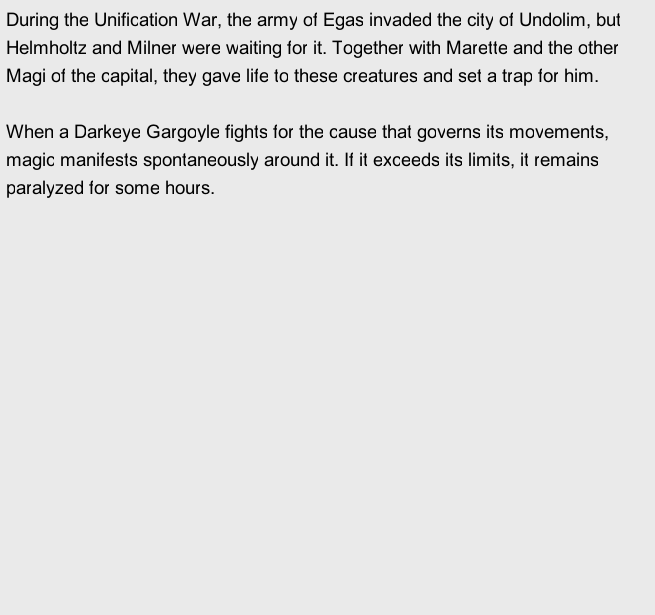 During the Unification War, the army of Egas invaded the city of Undolim, but
Helmholtz and Milner were waiting for it. Together with Marette and the other
Magi of the capital, they gave life to these creatures and set a trap for him.
When a Darkeye Gargoyle fights for the cause that governs its movements,
magic manifests spontaneously around it. If it exceeds its limits, it remains
paralyzed for some hours.